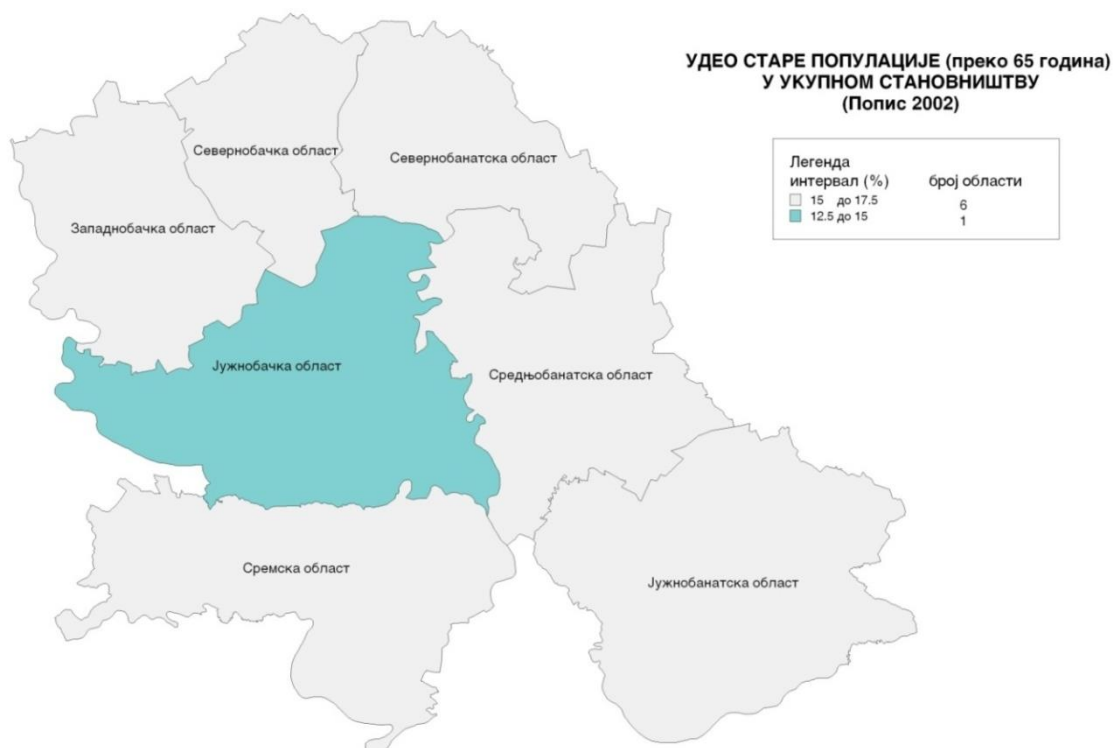 УДЕО СТАРЕ ПОПУЛАЦИЈЕ (преко 65 година)
У УКУПНОМ СТАНОВНИШТВУ
(Попис 2002)
Легенда
интервал (%) број области
15 до 17.5 6
12.5 до 15 1
Севернобачка област
Севернобанатска област
Западнобачка област
Јужнобачка област
Средњобанатска област
Сремска област
Јужнобанатска област